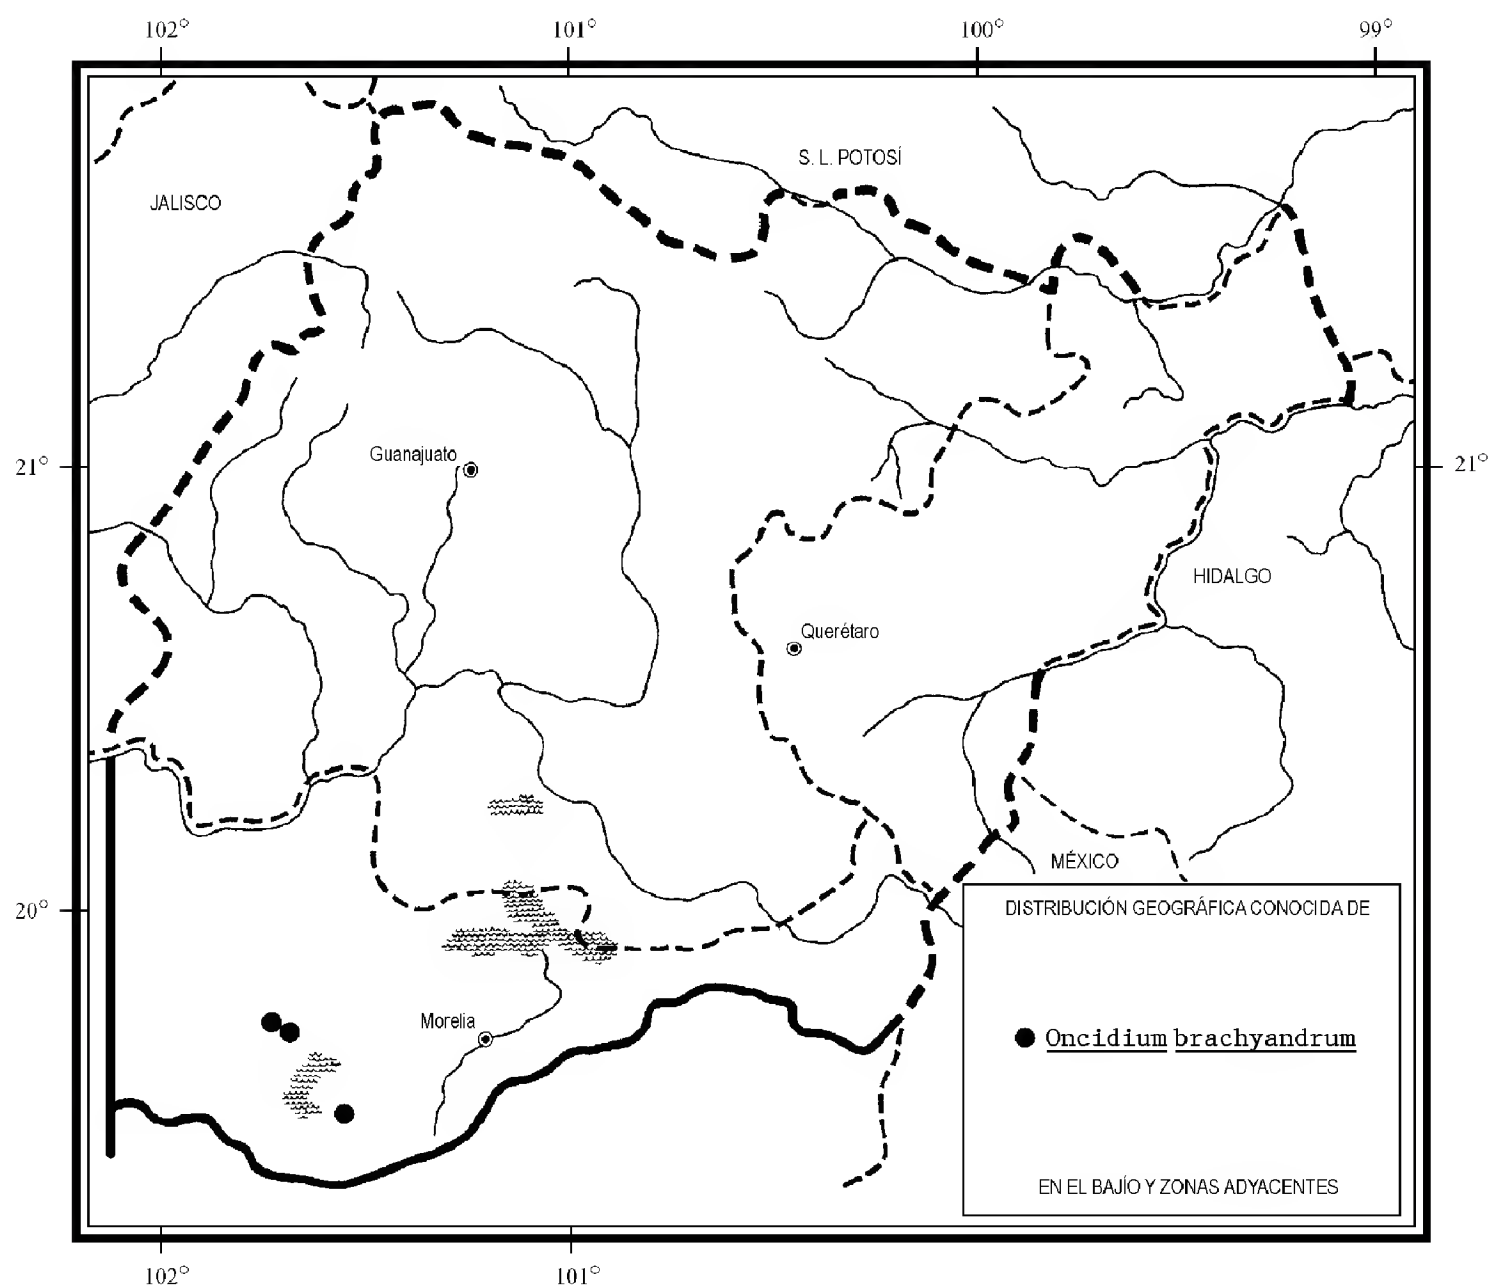 102° 101° 100° 99°
S. L. POTOSÍ
JALISCO
Guanajuato
21° 21°
HIDALGO
Querétaro
MÉXICO
20°
DISTRIBUCIÓN GEOGRÁFICA CONOCIDA DE
Morelia
Oncidium brachyandrum
EN EL BAJÍO Y ZONAS ADYACENTES
102° 101°